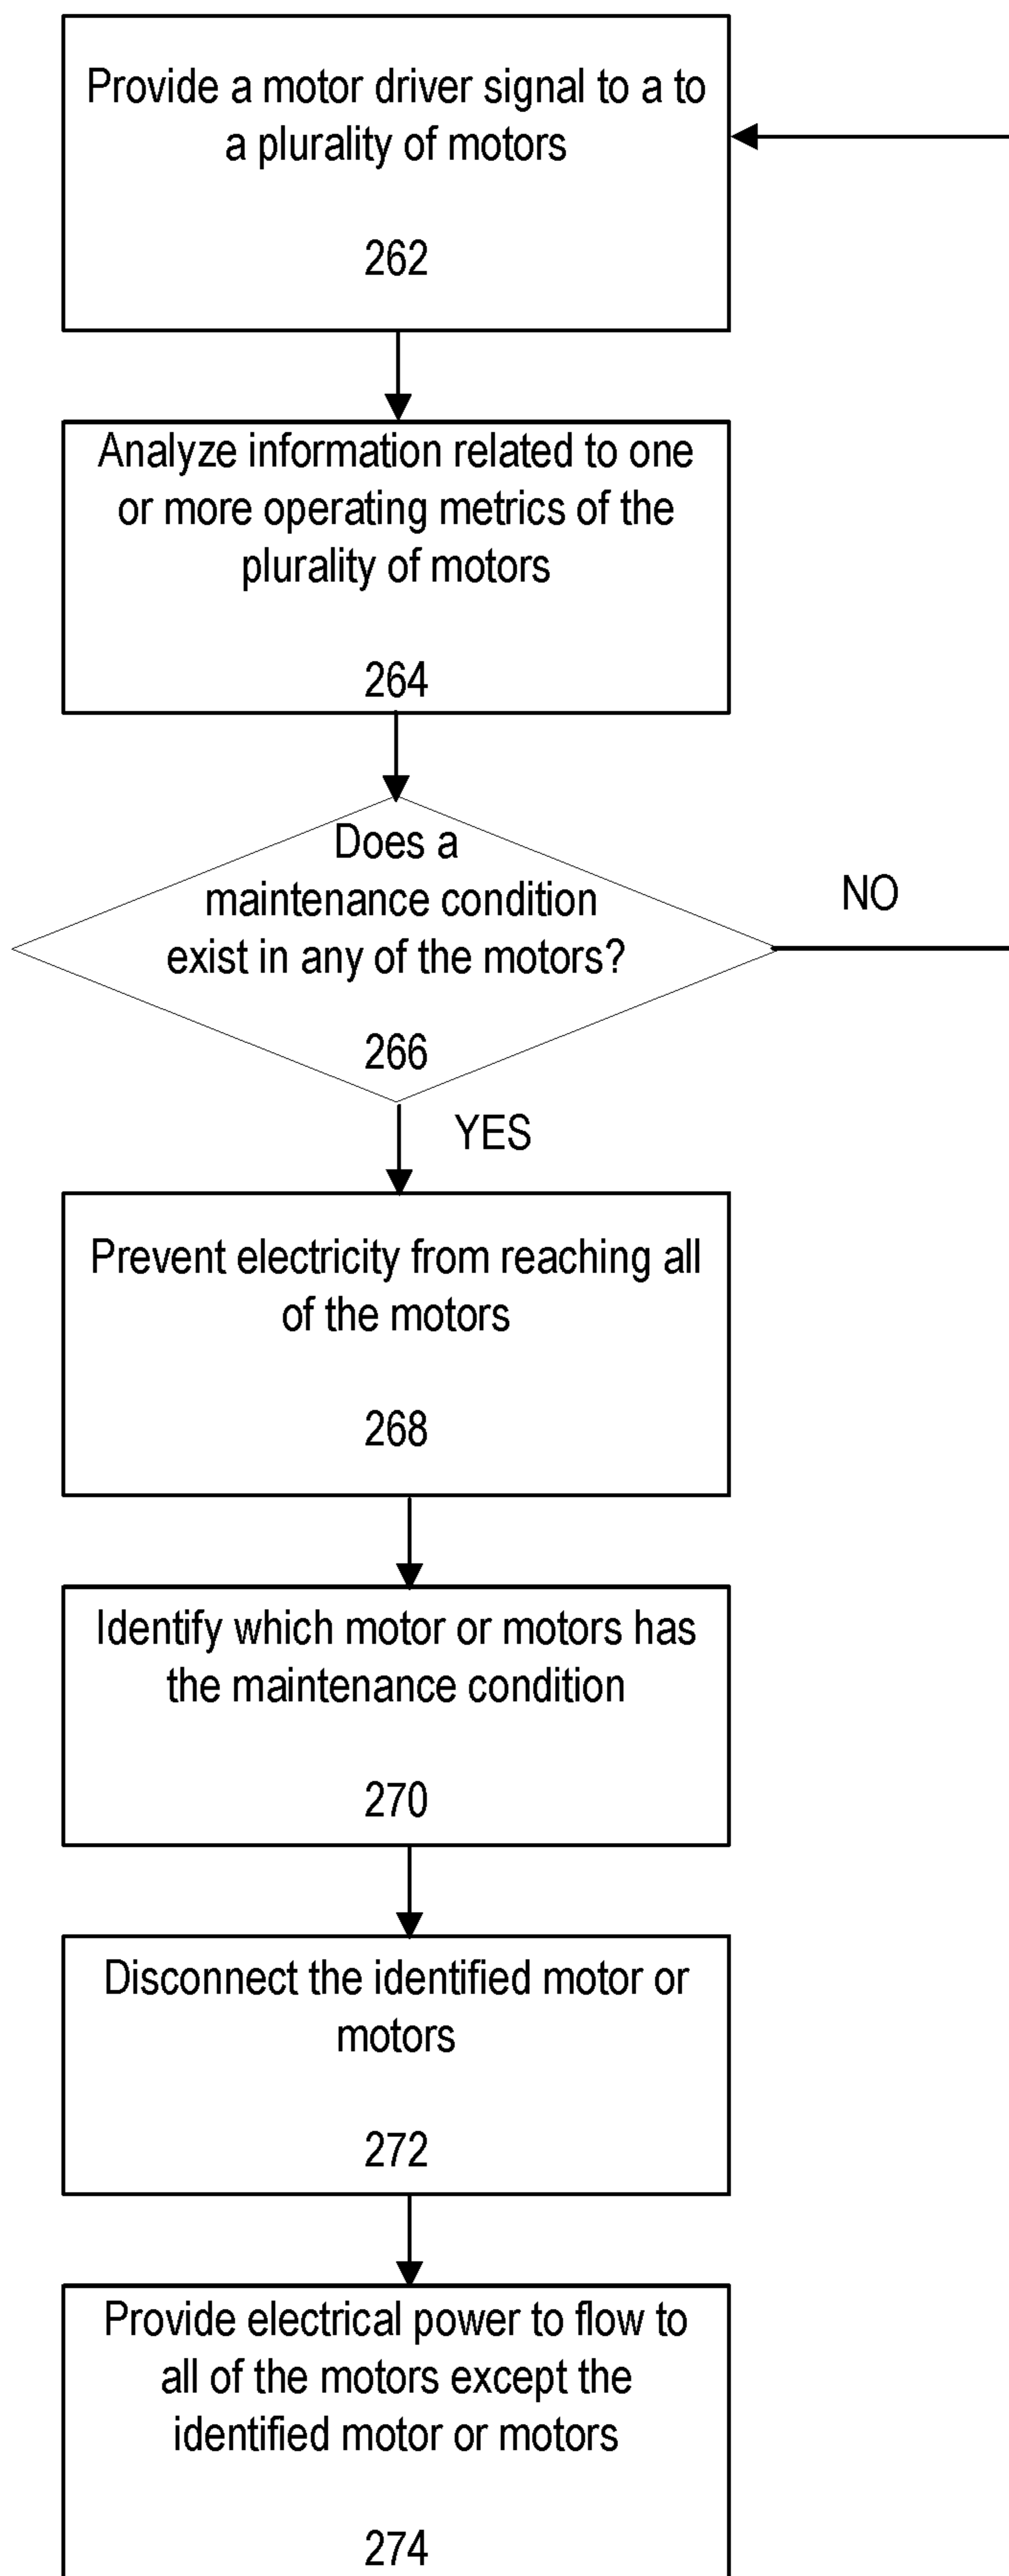 Provide a motor driver signal to a to
a plurality of motors
262
Analyze information related to one
or more operating metrics of the
plurality of motors
264
Does a
maintenance condition
exist in any of the motors?
266
NO
YES
Prevent electricity from reaching all
of the motors
268
Identify which motor or motors has
the maintenance condition
270
Disconnect the identified motor or
motors
272
Provide electrical power to flow to
all of the motors except the
identified motor or motors
274